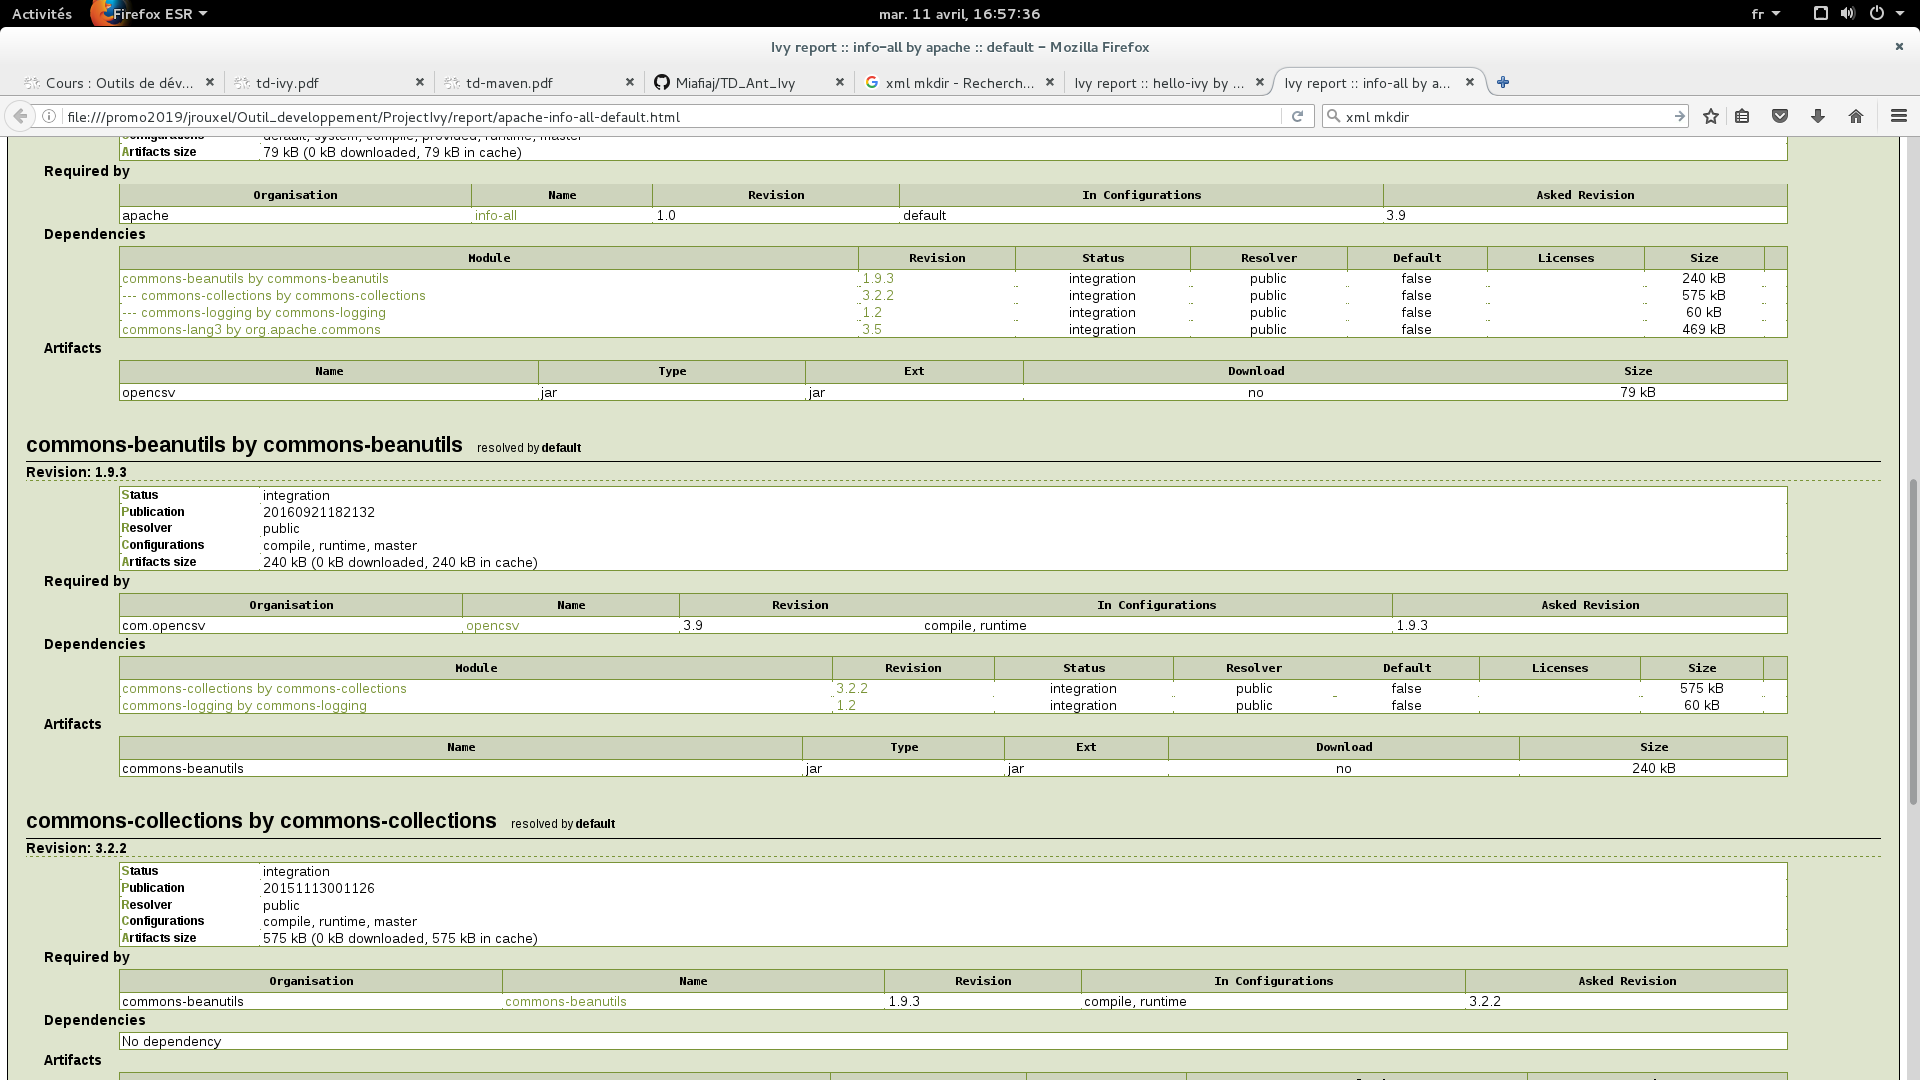 Activités Firefox ESR mar. 11 avril, 16:57:36 fr
Ivy report :: info-all by apache :: default – Mozilla Firefox
Cours : Outils de dév... td-ivy.pdf td-maven.pdf Miafiaj/TD_Ant_Ivy xml mkdir - Recherch... Ivy report :: hello-ivy by ... Ivy report :: info-all by a...
file:///promo2019/jrouxel/Outil_developpement/ProjectIvy/report/apache-info-all-default.html xml mkdir
Configurations default, system, compile, provided, runtime, master
Artifacts size 79 kB (0 kB downloaded, 79 kB in cache)
Required by
Organisation Name Revision In Configurations Asked Revision
apache info-all 1.0 default 3.9
Dependencies
Module Revision Status Resolver Default Licenses Size
commons-beanutils by commons-beanutils 1.9.3 integration public false 240 kB
--- commons-collections by commons-collections 3.2.2 integration public false 575 kB
--- commons-logging by commons-logging 1.2 integration public false 60 kB
commons-lang3 by org.apache.commons 3.5 integration public false 469 kB
Artifacts
Name Type Ext Download Size
opencsv jar jar no 79 kB
commons-beanutils by commons-beanutils resolved by default
Revision: 1.9.3
Status integration
Publication 20160921182132
Resolver public
Configurations compile, runtime, master
Artifacts size 240 kB (0 kB downloaded, 240 kB in cache)
Required by
Organisation Name Revision In Configurations Asked Revision
com.opencsv opencsv 3.9 compile, runtime 1.9.3
Dependencies
Module Revision Status Resolver Default Licenses Size
commons-collections by commons-collections 3.2.2 integration public false 575 kB
commons-logging by commons-logging 1.2 integration public false 60 kB
Artifacts
Name Type Ext Download Size
commons-beanutils jar jar no 240 kB
commons-collections by commons-collections resolved by default
Revision: 3.2.2
Status integration
Publication 20151113001126
Resolver public
Configurations compile, runtime, master
Artifacts size 575 kB (0 kB downloaded, 575 kB in cache)
Required by
Organisation Name Revision In Configurations Asked Revision
commons-beanutils commons-beanutils 1.9.3 compile, runtime 3.2.2
Dependencies
No dependency
Artifacts